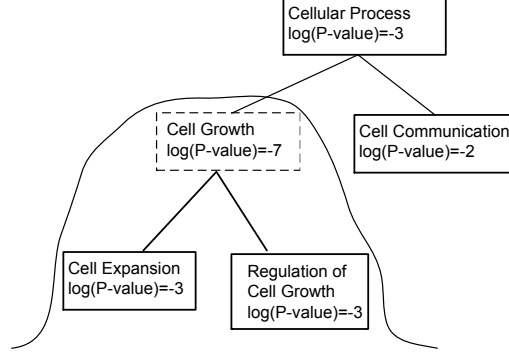 Cellular Process
log(P-value)=-3
Cell Growth
log(P-value)=-7
Cell Communication
log(P-value)=-2
Cell Expansion
log(P-value)=-3
Regulation of
Cell Growth
log(P-value)=-3